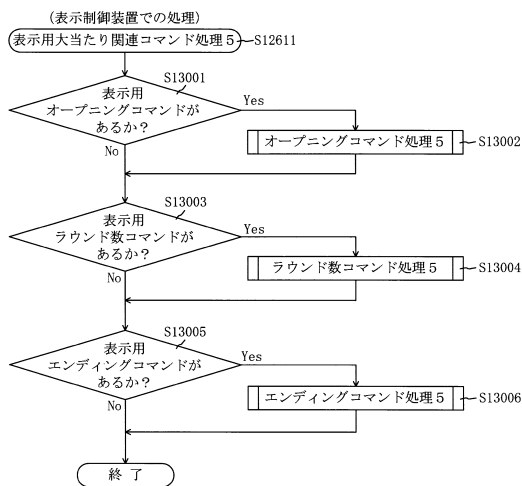 (表示制御装置での処理)
表示用大当たり関連コマンド処理5
S12611
S13001
表示用
オープニングコマンドが
あるか?
Yes
No
オープニングコマンド処理5
S13002
S13003
表示用
ラウンド数コマンドが
あるか?
Yes
No
ラウンド数コマンド処理5
S13004
S13005
表示用
エンディングコマンドが
あるか?
Yes
No
エンディングコマンド処理5
S13006
終了